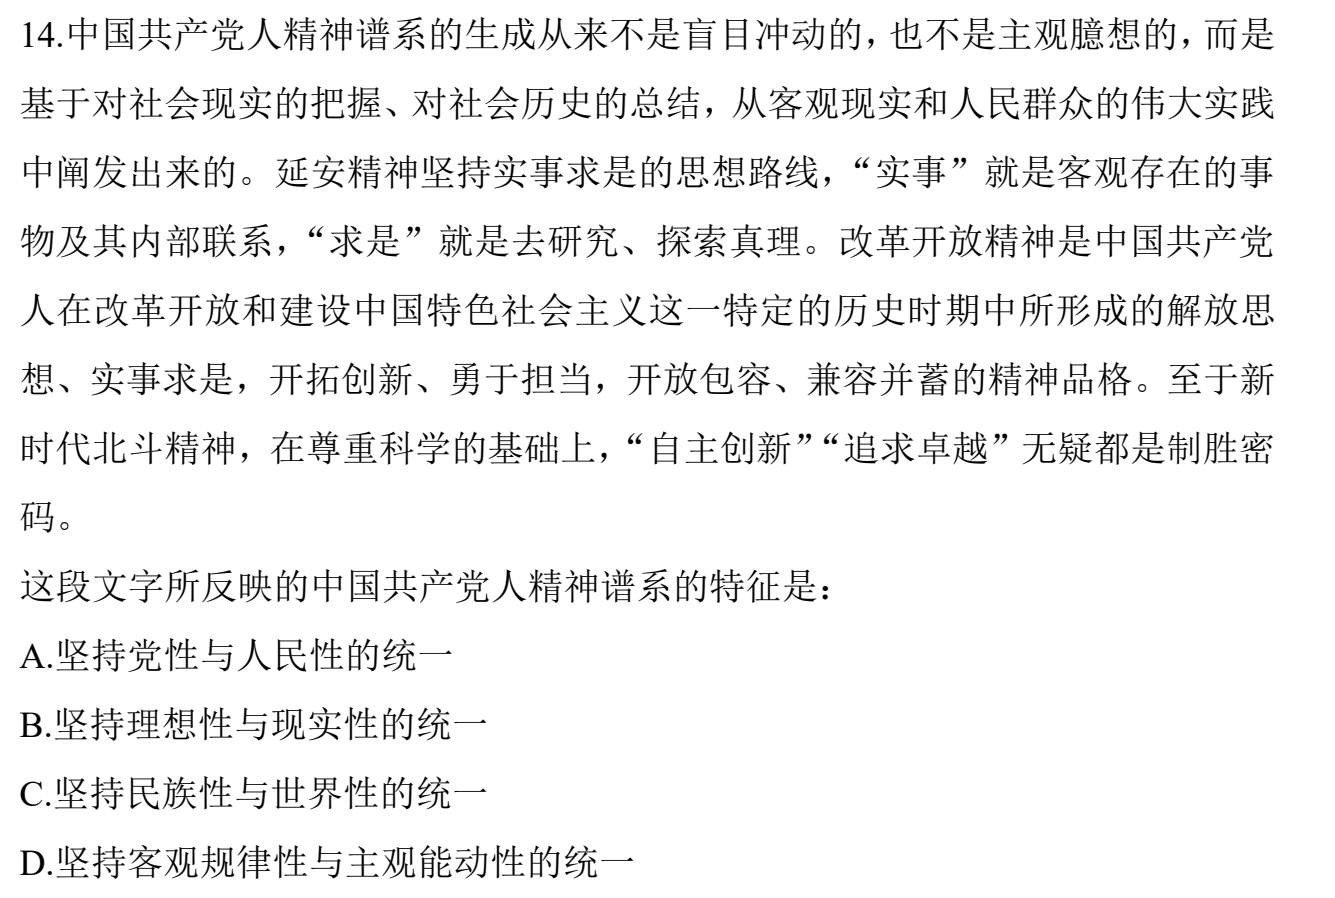 14.中国共产党人精神谱系的生成从来不是盲目冲动的，也不是主观臆想的，而是
基于对社会现实的把握、对社会历史的总结，从客观现实和人民群众的伟大实践
中阐发出来的。延安精神坚持实事求是的思想路线，“实事”就是客观存在的事
物及其内部联系，“求是”就是去研究、探索真理。改革开放精神是中国共产党
人在改革开放和建设中国特色社会主义这一特定的历史时期中所形成的解放思
想、实事求是，开拓创新、勇于担当，开放包容、兼容并蓄的精神品格。至于新
时代北斗精神，在尊重科学的基础上，“自主创新”“追求卓越”无疑都是制胜密
码。
这段文字所反映的中国共产党人精神谱系的特征是：
A.坚持党性与人民性的统一
B.坚持理想性与现实性的统一
C.坚持民族性与世界性的统一
D.坚持客观规律性与主观能动性的统一